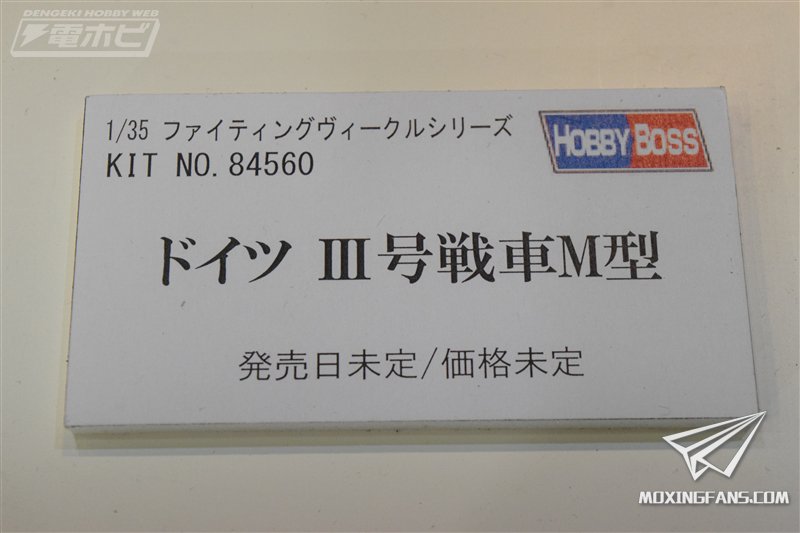 DENGEKI HOBBY WEB
電ホビ
1/35 ファイティングヴィークルシリーズ
HOBBY BOSS
KIT NO. 84560
ドイツ Ⅲ号戦車M型
発売日未定/価格未定
MOXINGFANS.COM